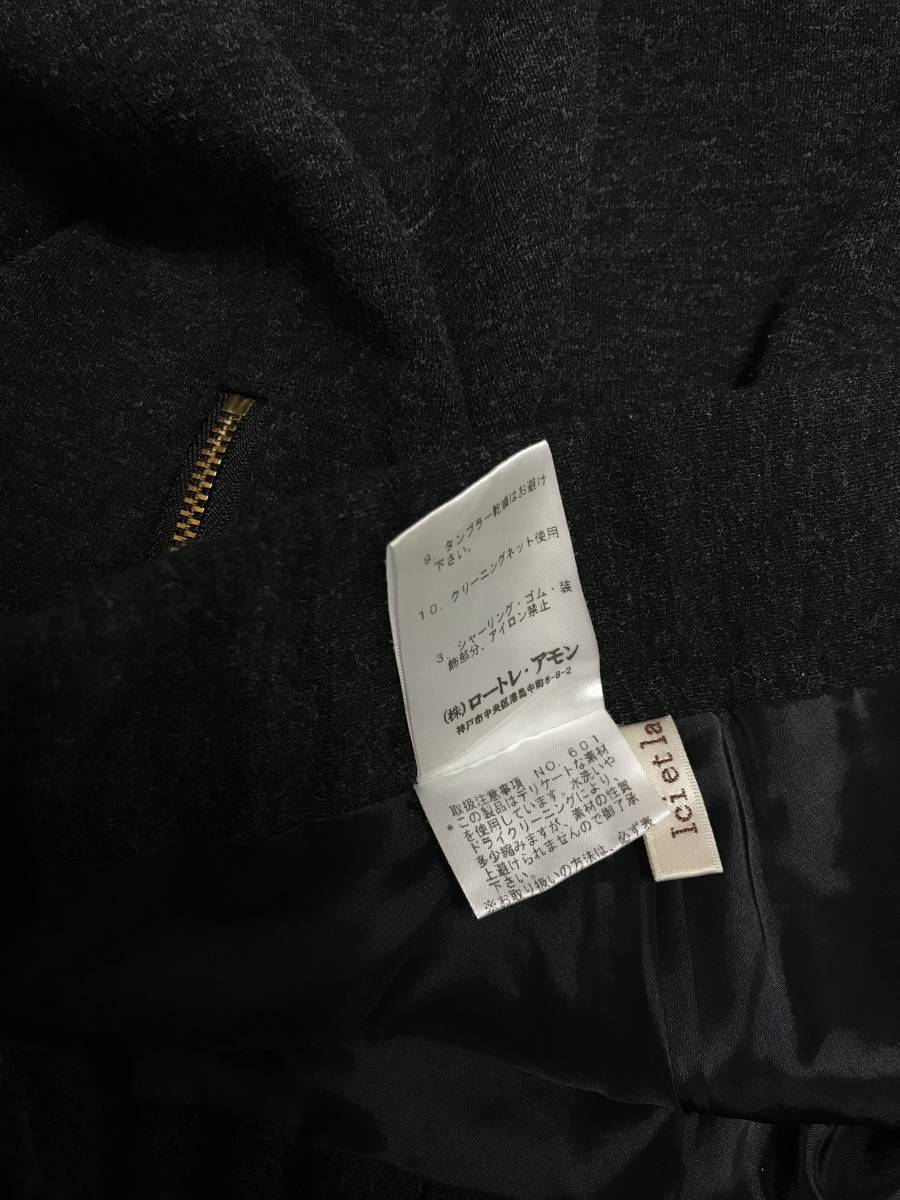 9. タンブラー乾燥はお避け
下さい。
10. クリーニングネット使用
3. シャーリング・ゴム・装
飾部分、アイロン禁止
(株)ロートレ・アモン
神戸市中央区港島中町6-9-2
取扱注意事項 NO. 601
*この製品はデリケートな素材
を使用しています。水洗いや
ドライクリーニングにより、
多少縮みますが、素材の性質
上避けられませんので御了承
下さい。
※お取り扱いの方法は、必ず表
Ici et la